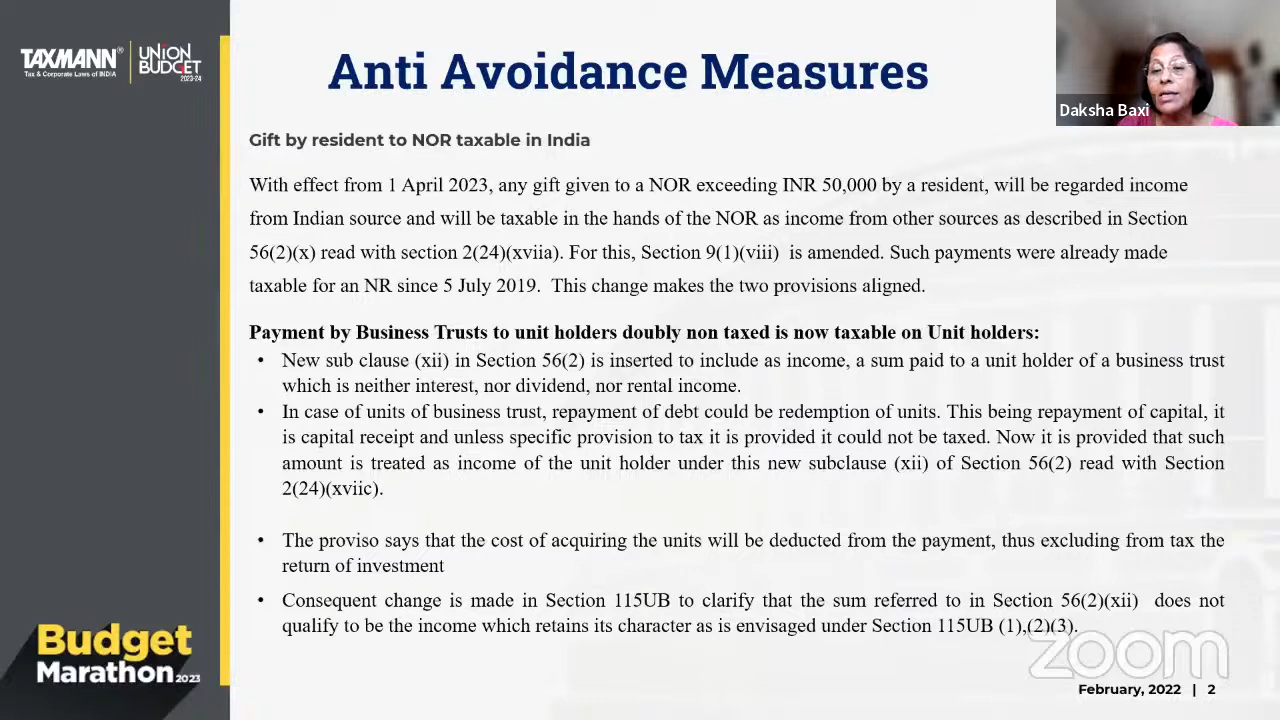 TAXMANN®
Tax & Corporate Laws of INDIA
UNION
BUDGET
2023-24
Anti Avoidance Measures
Daksha Baxi
Gift by resident to NOR taxable in India
With effect from 1 April 2023, any gift given to a NOR exceeding INR 50,000 by a resident, will be regarded income
from Indian source and will be taxable in the hands of the NOR as income from other sources as described in Section
56(2)(x) read with section 2(24)(xviia). For this, Section 9(1)(viii) is amended. Such payments were already made
taxable for an NR since 5 July 2019. This change makes the two provisions aligned.
Payment by Business Trusts to unit holders doubly non taxed is now taxable on Unit holders:
• New sub clause (xii) in Section 56(2) is inserted to include as income, a sum paid to a unit holder of a business trust
which is neither interest, nor dividend, nor rental income.
• In case of units of business trust, repayment of debt could be redemption of units. This being repayment of capital, it
is capital receipt and unless specific provision to tax it is provided it could not be taxed. Now it is provided that such
amount is treated as income of the unit holder under this new subclause (xii) of Section 56(2) read with Section
2(24)(xviic).
• The proviso says that the cost of acquiring the units will be deducted from the payment, thus excluding from tax the
return of investment
• Consequent change is made in Section 115UB to clarify that the sum referred to in Section 56(2)(xii) does not
qualify to be the income which retains its character as is envisaged under Section 115UB (1),(2)(3).
Budget
Marathon 2023
zoom
February, 2022 | 2